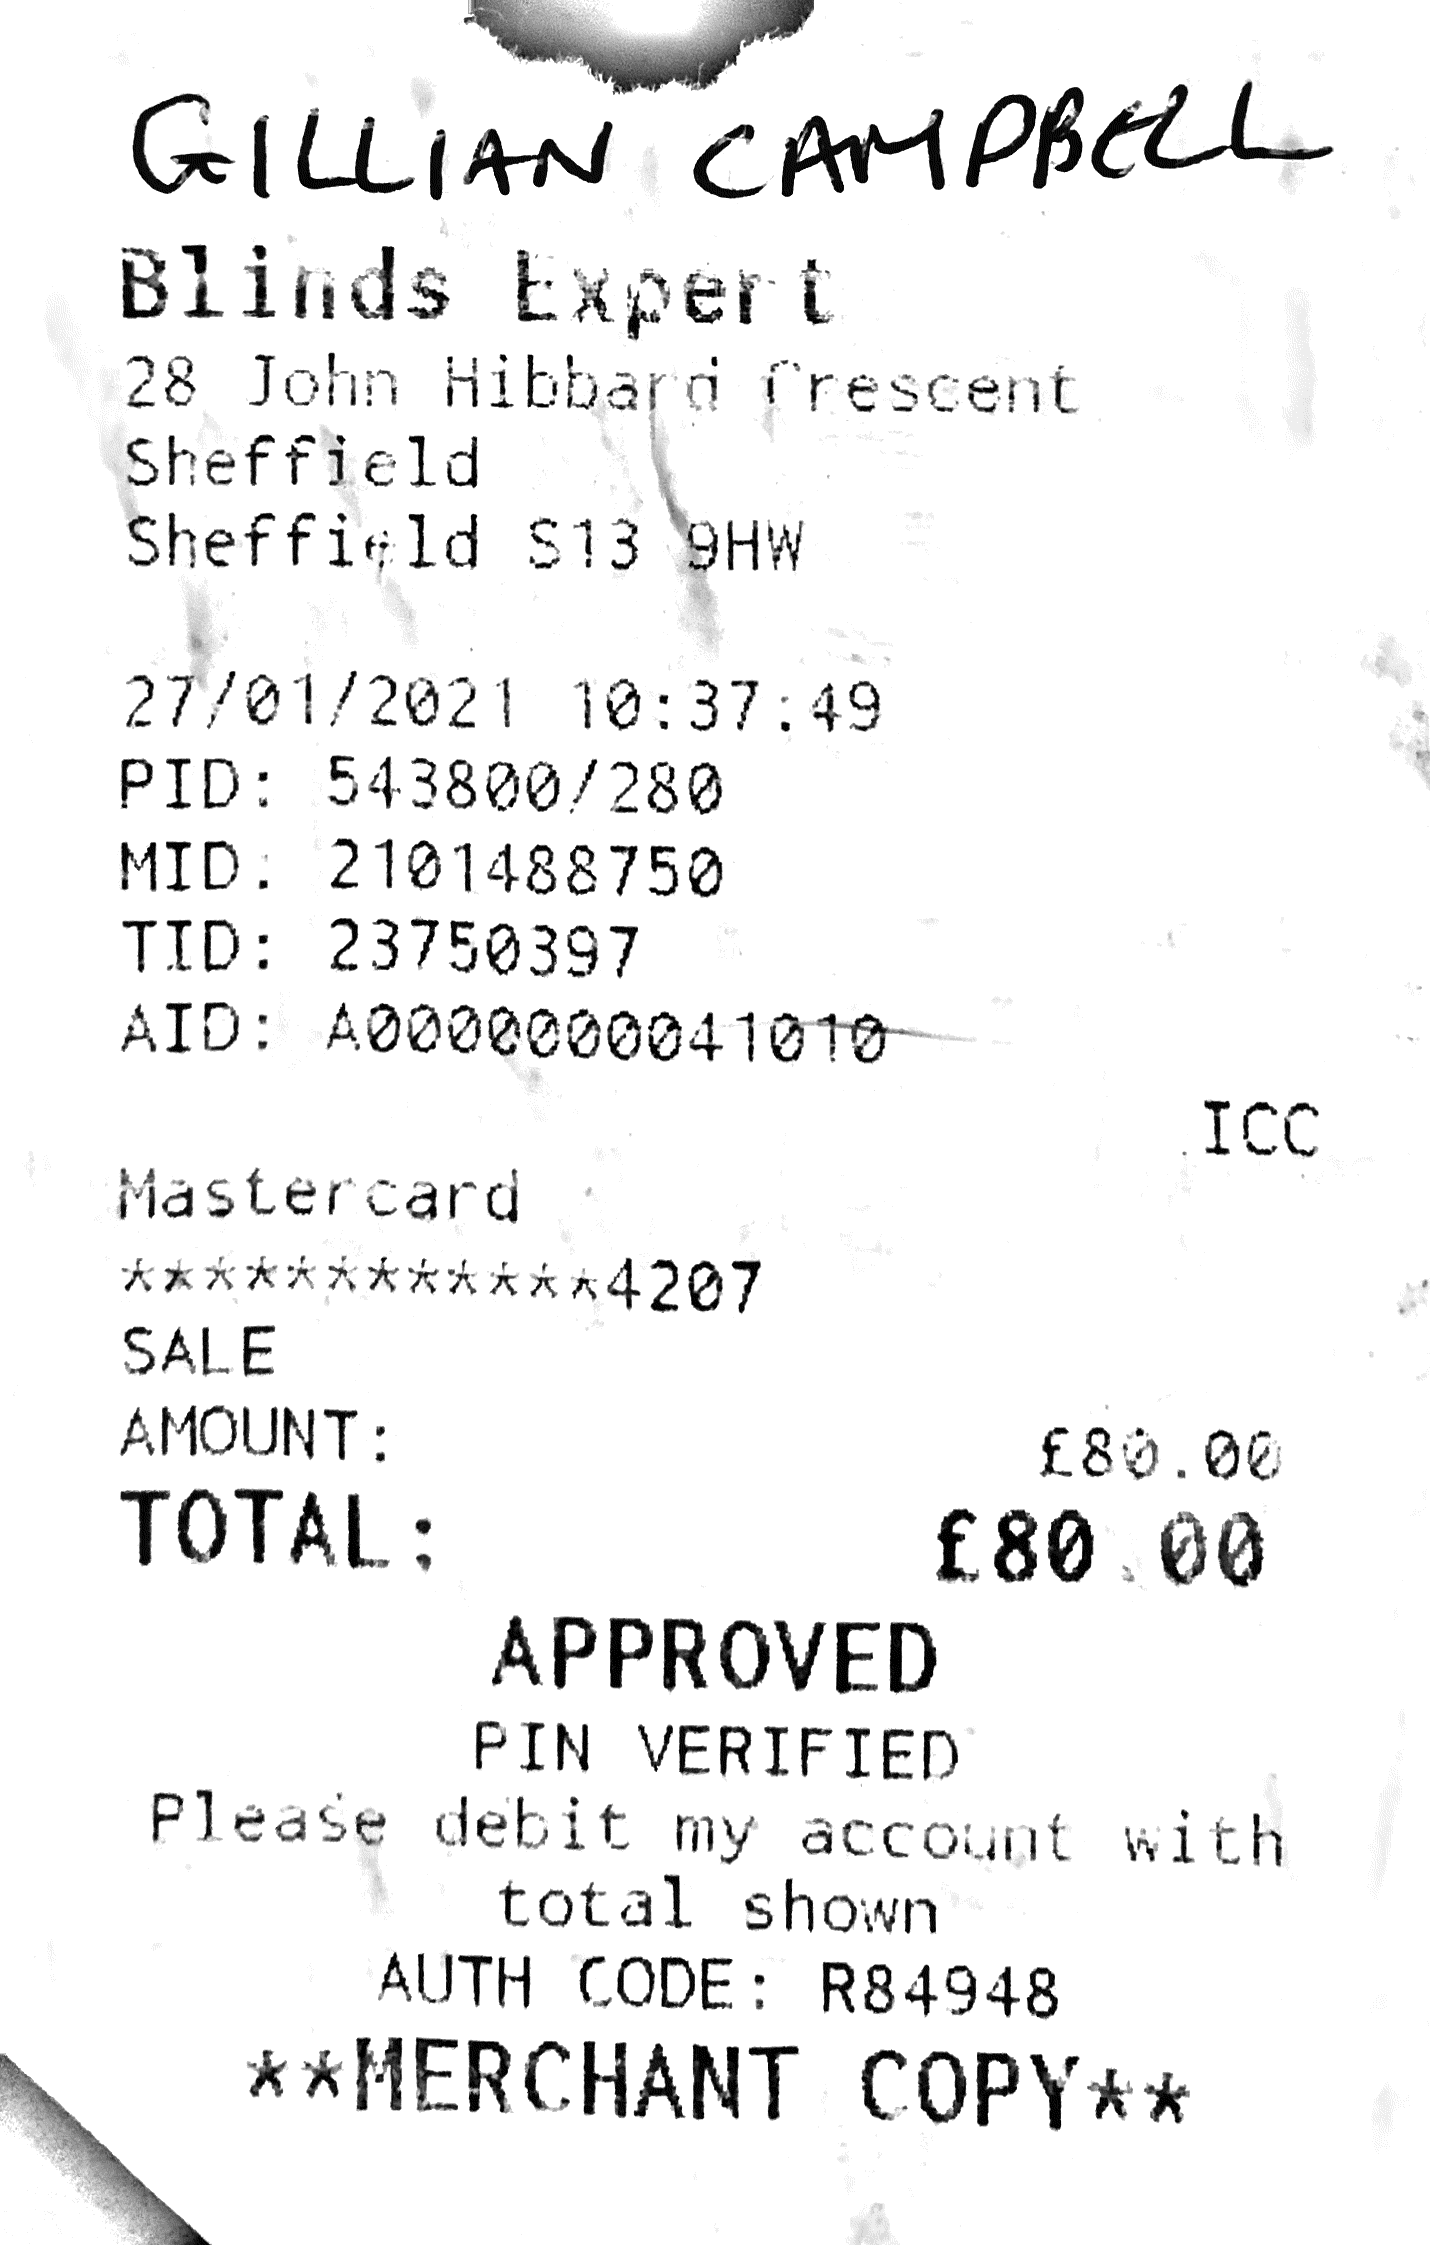 GILLIAN CAMPBELL
Blinds Expert
28 John Hibbard Crescent
Sheffield
Sheffield S13 9HW
27/01/2021 10:37:49
PID: 543800/280
MID: 2101488750
TID: 23750397
AID: A0000000041010
ICC
Mastercard
************4207
SALE
AMOUNT: £80.00
TOTAL: £80.00
APPROVED
PIN VERIFIED
Please debit my account with
total shown
AUTH CODE: R84948
**MERCHANT COPY**